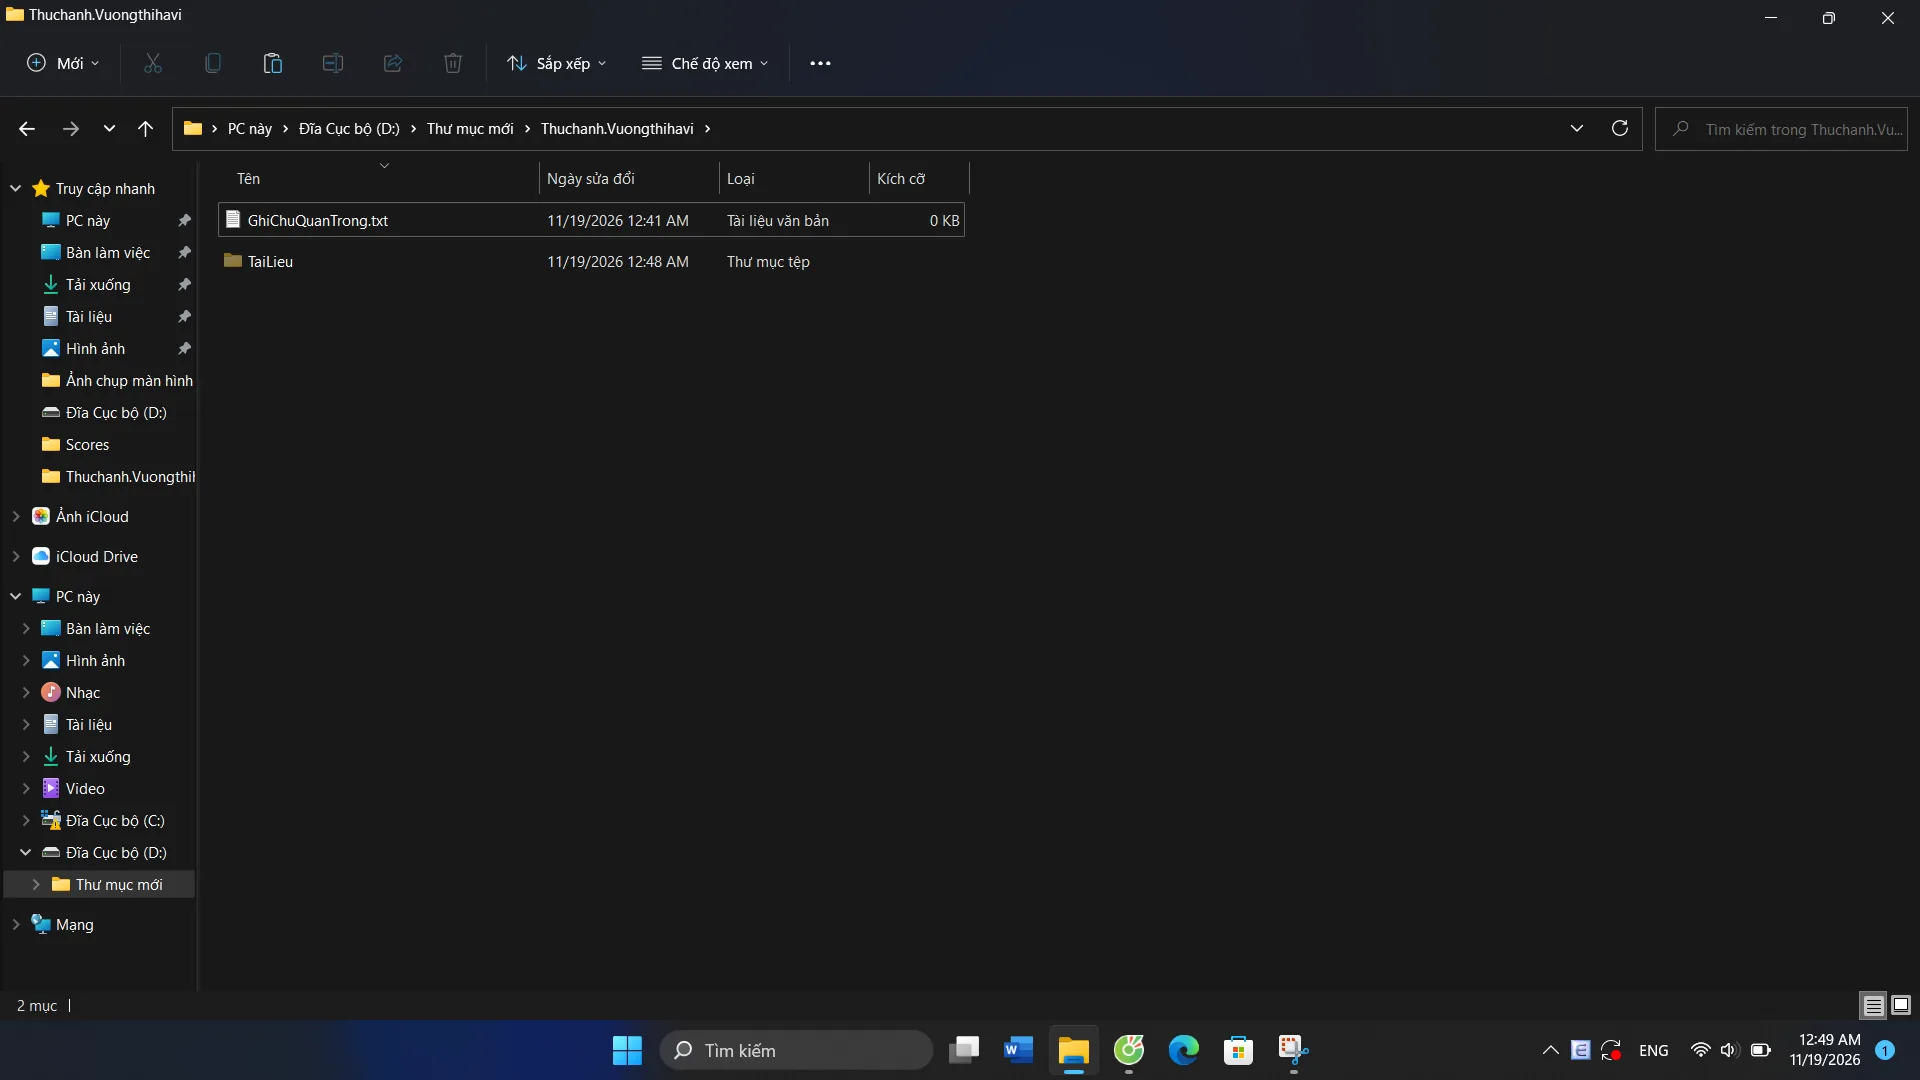 Thuchanh.Vuongthihavi
Mới
Sắp xếp
Chế độ xem
PC này
Đĩa Cục bộ (D:)
Thư mục mới
Thuchanh.Vuongthihavi
Tìm kiếm trong Thuchanh.Vu...
Truy cập nhanh
PC này
Bàn làm việc
Tải xuống
Tài liệu
Hình ảnh
Ảnh chụp màn hình
Đĩa Cục bộ (D:)
Scores
Thuchanh.Vuongthih
Ảnh iCloud
iCloud Drive
PC này
Bàn làm việc
Hình ảnh
Nhạc
Tài liệu
Tải xuống
Video
Đĩa Cục bộ (C:)
Đĩa Cục bộ (D:)
Thư mục mới
Mạng
Tên Ngày sửa đổi Loại Kích cỡ
GhiChuQuanTrong.txt 11/19/2026 12:41 AM Tài liệu văn bản 0 KB
TaiLieu 11/19/2026 12:48 AM Thư mục tệp
2 mục
Tìm kiếm
ENG
12:49 AM
11/19/2026
1